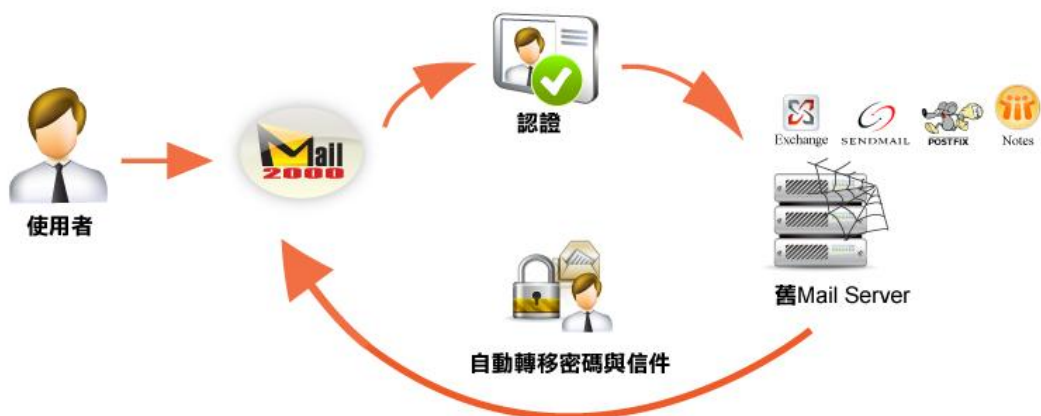 認證
Exchange
SENDMAIL
POSTFIX
Notes
Mail
2000
使用者
舊Mail Server
自動轉移密碼與信件